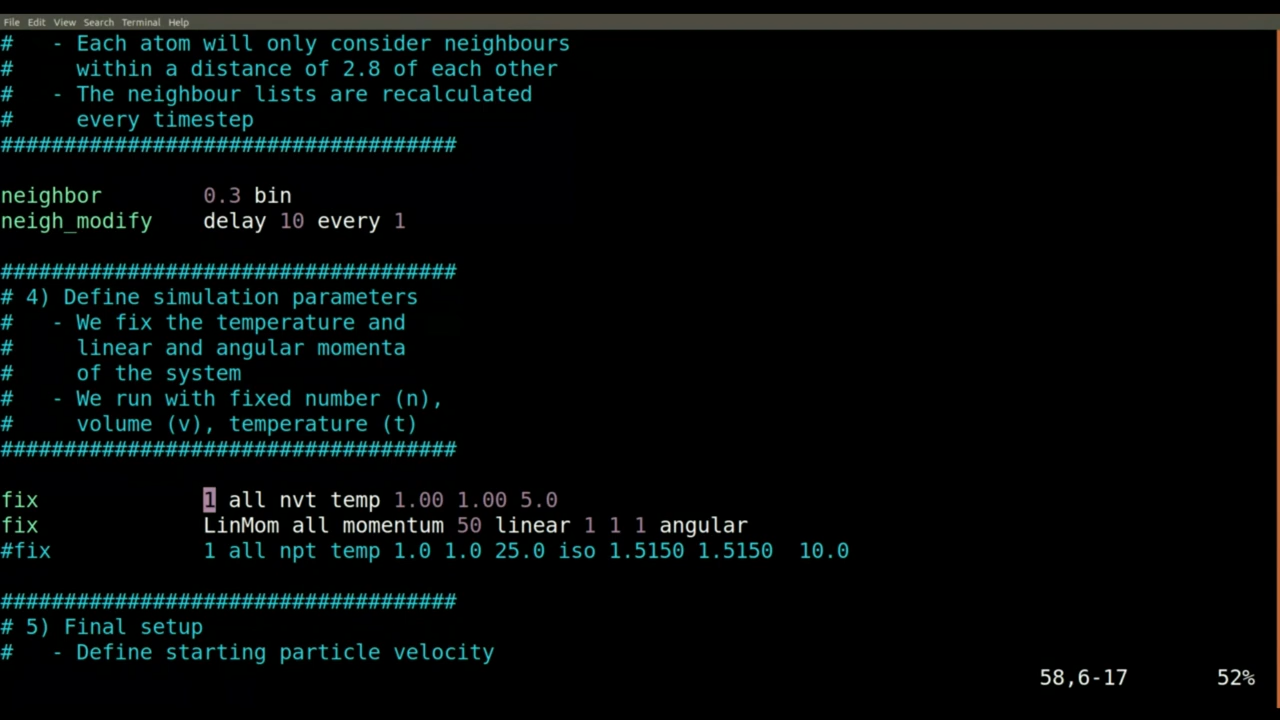 File Edit View Search Terminal Help
#   - Each atom will only consider neighbours
#     within a distance of 2.8 of each other
#   - The neighbour lists are recalculated
#     every timestep
####################################
neighbor        0.3 bin
neigh_modify    delay 10 every 1
####################################
# 4) Define simulation parameters
#   - We fix the temperature and
#     linear and angular momenta
#     of the system
#   - We run with fixed number (n),
#     volume (v), temperature (t)
####################################
fix             1 all nvt temp 1.00 1.00 5.0
fix             LinMom all momentum 50 linear 1 1 1 angular
#fix            1 all npt temp 1.0 1.0 25.0 iso 1.5150 1.5150  10.0
####################################
# 5) Final setup
#   - Define starting particle velocity
58,6-17       52%